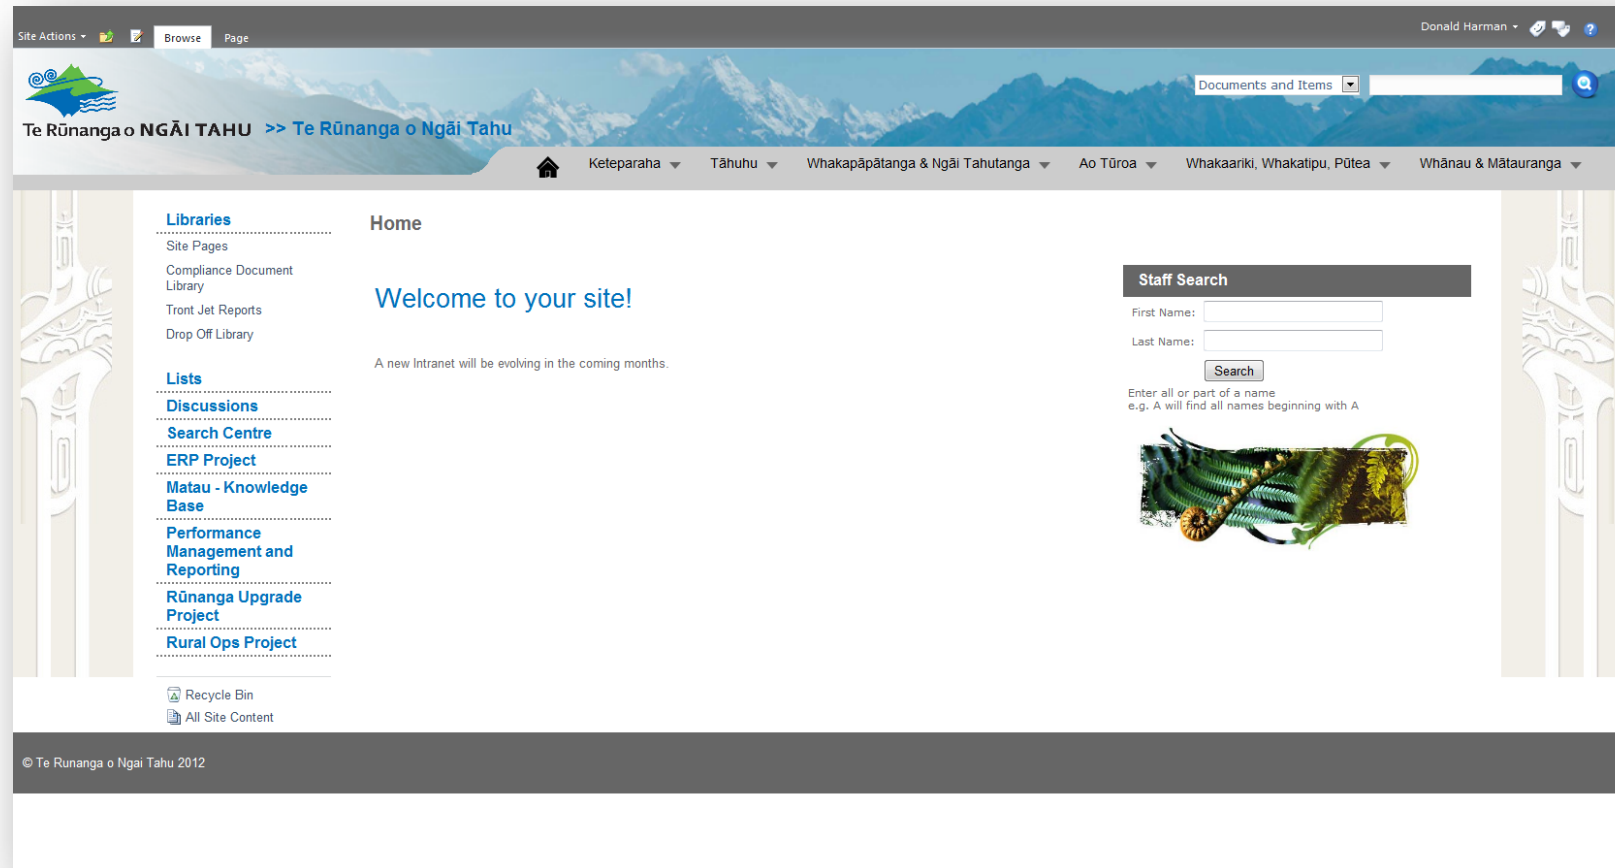 Site Actions
Browse
Page
Donald Harman
Te Rūnanga o NGĀI TAHU
>> Te Rūnanga o Ngāi Tahu
Documents and Items
Keteparaha
Tāhuhu
Whakapāpātanga & Ngāi Tahutanga
Ao Tūroa
Whakaariki, Whakatipu, Pūtea
Whānau & Mātauranga
Libraries
Site Pages
Compliance Document
Library
Tront Jet Reports
Drop Off Library
Lists
Discussions
Search Centre
ERP Project
Matau - Knowledge
Base
Performance
Management and
Reporting
Rūnanga Upgrade
Project
Rural Ops Project
Recycle Bin
All Site Content
Home
Welcome to your site!
A new Intranet will be evolving in the coming months.
Staff Search
First Name:
Last Name:
Search
Enter all or part of a name
e.g. A will find all names beginning with A
© Te Runanga o Ngai Tahu 2012